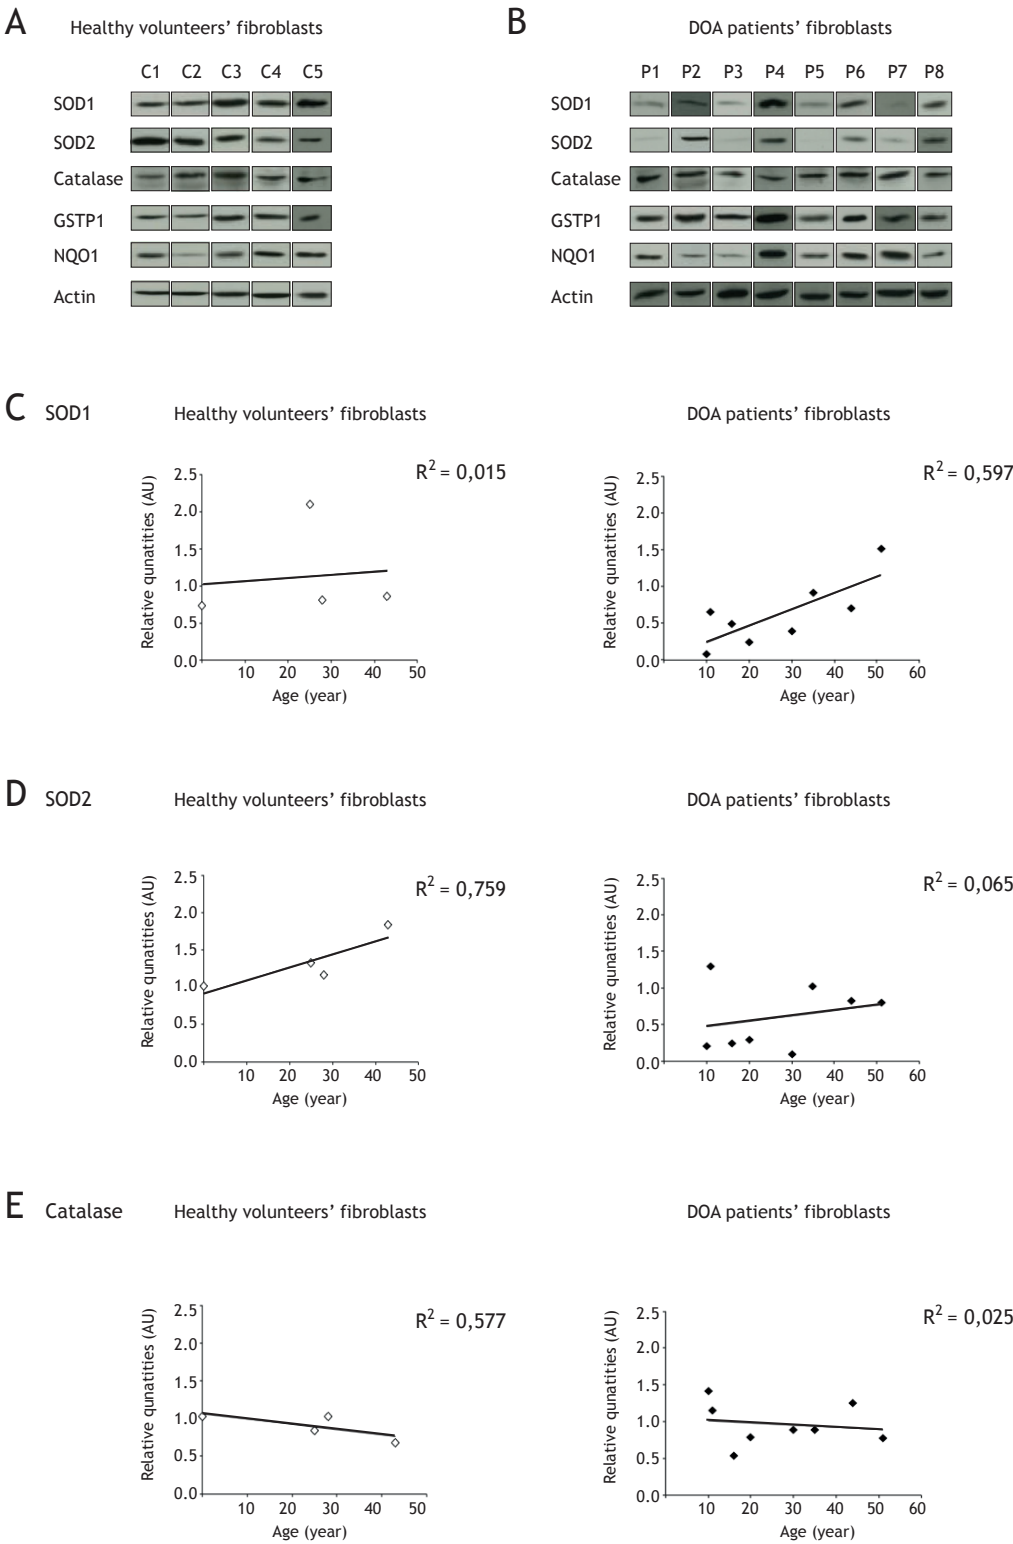 A Healthy volunteers’ fibroblasts
C1 C2 C3 C4 C5
SOD1
SOD2
Catalase
GSTP1
NQO1
Actin
B DOA patients’ fibroblasts
P1 P2 P3 P4 P5 P6 P7 P8
SOD1
SOD2
Catalase
GSTP1
NQO1
Actin
C SOD1
Healthy volunteers’ fibroblasts
R² = 0,015
Relative qunatities (AU)
2.5
2.0
1.5
1.0
0.5
0.0
10 20 30 40 50
Age (year)
DOA patients’ fibroblasts
R² = 0,597
Relative qunatities (AU)
2.5
2.0
1.5
1.0
0.5
0.0
10 20 30 40 50 60
Age (year)
D SOD2
Healthy volunteers’ fibroblasts
R² = 0,759
Relative qunatities (AU)
2.5
2.0
1.5
1.0
0.5
0.0
10 20 30 40 50
Age (year)
DOA patients’ fibroblasts
R² = 0,065
Relative qunatities (AU)
2.5
2.0
1.5
1.0
0.5
0.0
10 20 30 40 50 60
Age (year)
E Catalase
Healthy volunteers’ fibroblasts
R² = 0,577
Relative qunatities (AU)
2.5
2.0
1.5
1.0
0.5
0.0
10 20 30 40 50
Age (year)
DOA patients’ fibroblasts
R² = 0,025
Relative qunatities (AU)
2.5
2.0
1.5
1.0
0.5
0.0
10 20 30 40 50 60
Age (year)